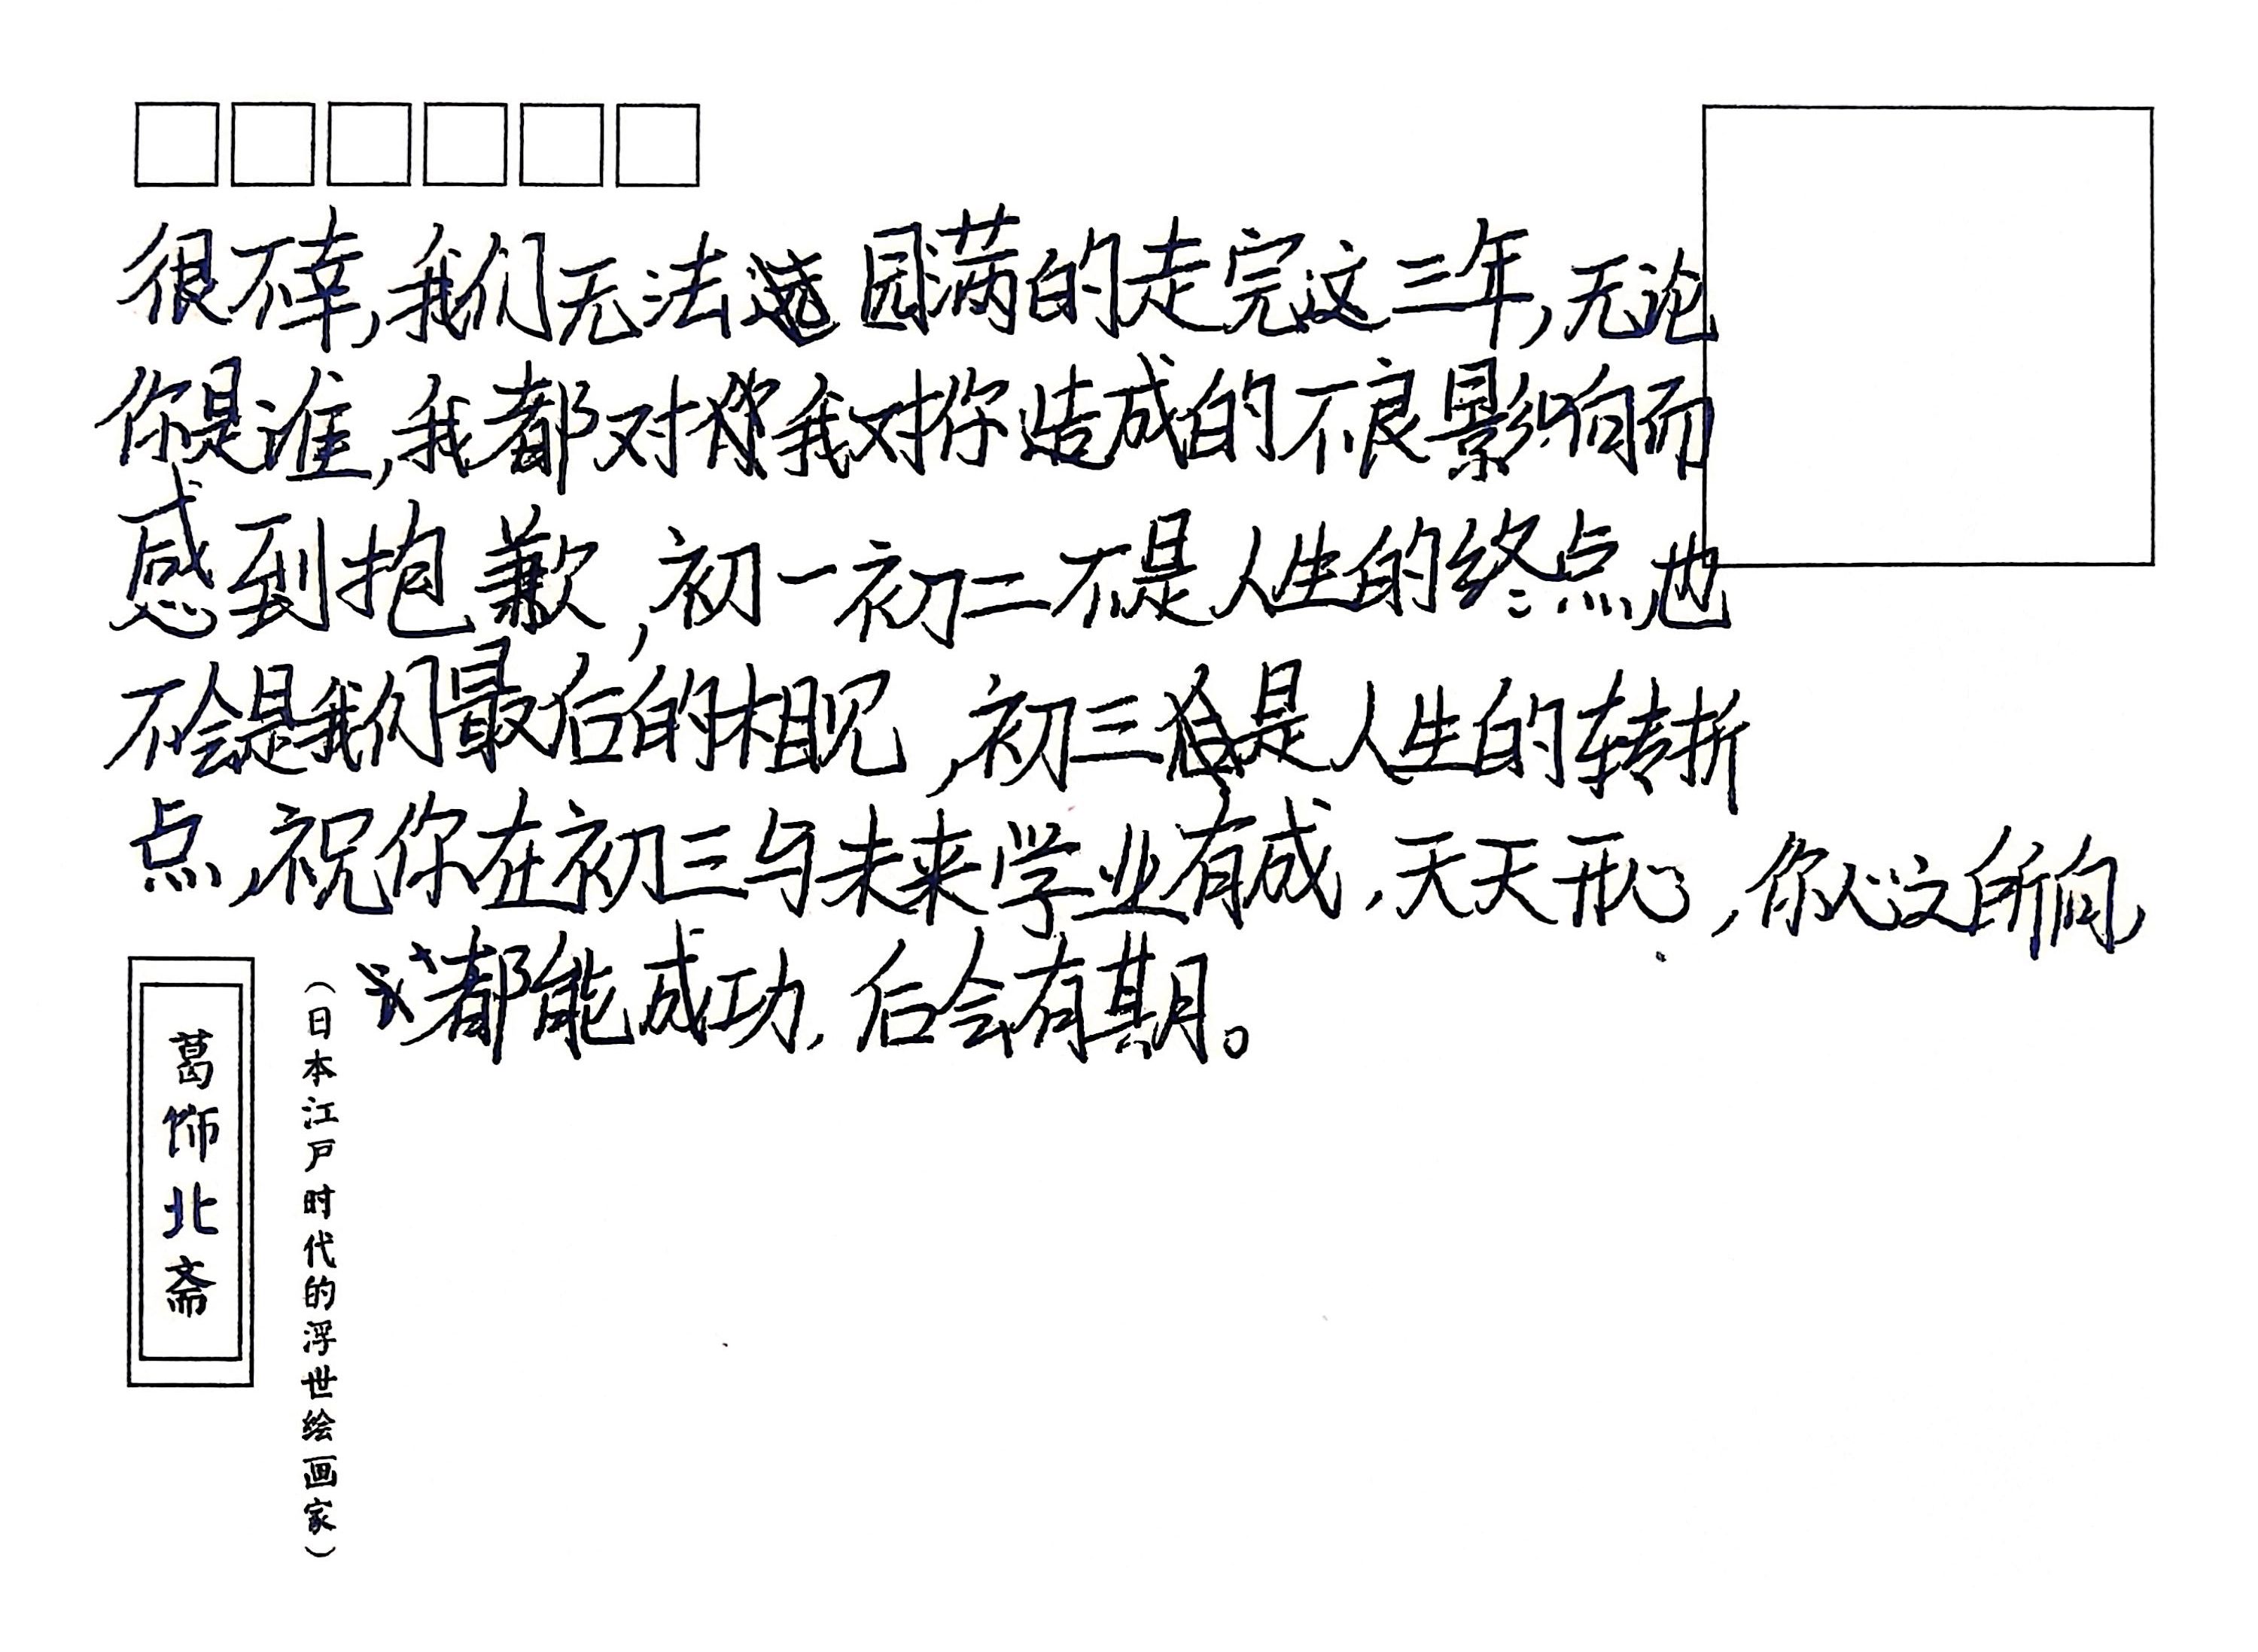 很不幸,我们无法圆满的走完这三年,无论
你是谁,我都对我对你造成的不良影响而
感到抱歉,初一初二不是人生的终点,也
不会是我们最后的相见,初三是人生的转折
点,祝你在初三与未来学业有成,天天开心,你心之所向,
都能成功,后会有期。
葛饰北斋
(日本江户时代的浮世绘画家)